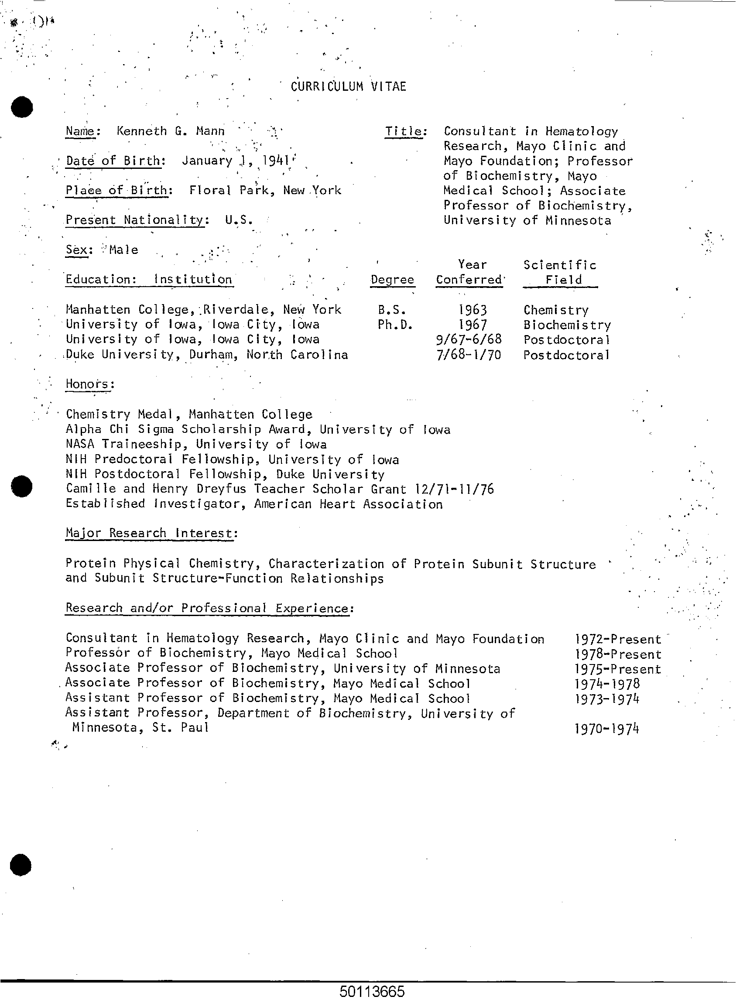 CURRICULUM VITAE
Name: Kenneth G. Mann
Title: Consultant in Hematology
Research, Mayo Clinic and
Date of Birth: January 1, 1941
Mayo Foundation; Professor
of Biochemistry, Mayo
Place of Birth: Floral Park, New York
Medical School; Associate
Professor of Biochemistry,
Present Nationality: U.S.
University of Minnesota
Sex: Male
Year Scientific
Education: Institution Degree Conferred Field
Manhatten College, Riverdale, New York B.S. 1963 Chemistry
University of Iowa, Iowa City, Iowa Ph.D. 1967 Biochemistry
University of Iowa, Iowa City, Iowa 9/67-6/68 Postdoctoral
Duke University, Durham, North Carolina 7/68-1/70 Postdoctoral
Honors:
Chemistry Medal, Manhatten College
Alpha Chi Sigma Scholarship Award, University of Iowa
NASA Traineeship, University of Iowa
NIH Predoctoral Fellowship, University of Iowa
NIH Postdoctoral Fellowship, Duke University
Camille and Henry Dreyfus Teacher Scholar Grant 12/71-11/76
Established Investigator, American Heart Association
Major Research Interest:
Protein Physical Chemistry, Characterization of Protein Subunit Structure
and Subunit Structure-Function Relationships
Research and/or Professional Experience:
Consultant in Hematology Research, Mayo Clinic and Mayo Foundation 1972-Present
Professor of Biochemistry, Mayo Medical School 1978-Present
Associate Professor of Biochemistry, University of Minnesota 1975-Present
Associate Professor of Biochemistry, Mayo Medical School 1974-1978
Assistant Professor of Biochemistry, Mayo Medical School 1973-1974
Assistant Professor, Department of Biochemistry, University of
Minnesota, St. Paul 1970-1974
50113665